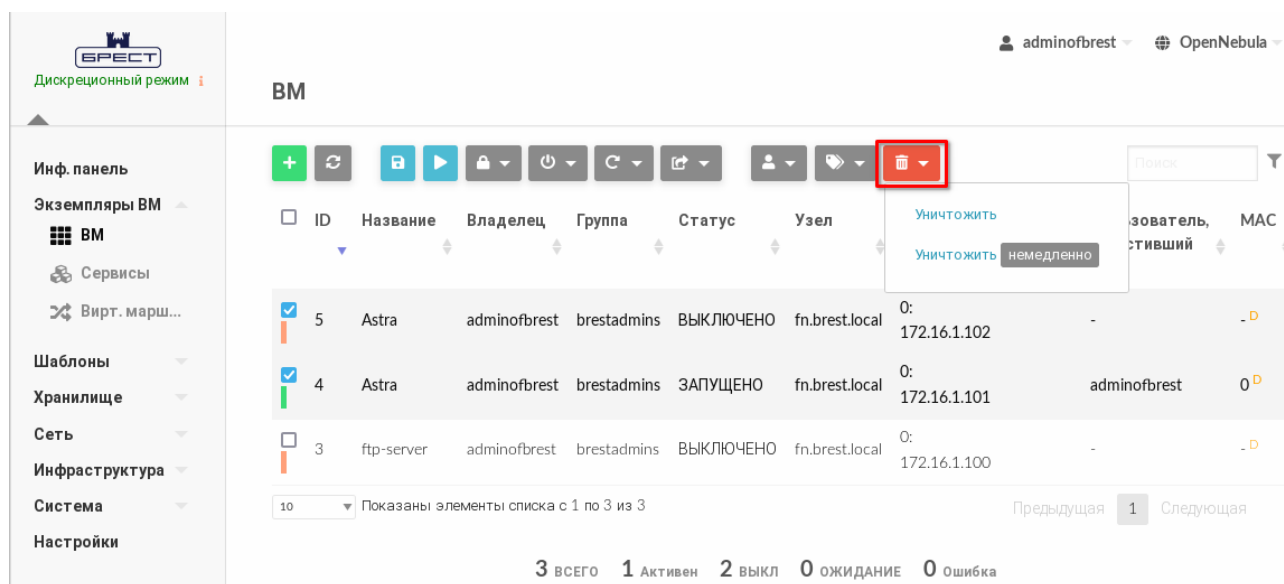 БРЕСТ
Дискреционный режим i
adminofbrest
OpenNebula
ВМ
Инф. панель
Экземпляры ВМ
ВМ
Сервисы
Вирт. марш...
Шаблоны
Хранилище
Сеть
Инфраструктура
Система
Настройки
Поиск
Уничтожить
Уничтожить немедленно
ID Название Владелец Группа Статус Узел зователь, MAC
стивший
5 Astra adminofbrest brestadmins ВЫКЛЮЧЕНО fn.brest.local 0: - - D
172.16.1.102
4 Astra adminofbrest brestadmins ЗАПУЩЕНО fn.brest.local 0: adminofbrest 0 D
172.16.1.101
3 ftp-server adminofbrest brestadmins ВЫКЛЮЧЕНО fn.brest.local 0: - - D
172.16.1.100
10 Показаны элементы списка с 1 по 3 из 3
Предыдущая 1 Следующая
3 ВСЕГО 1 Активен 2 ВЫКЛ 0 ОЖИДАНИЕ 0 Ошибка